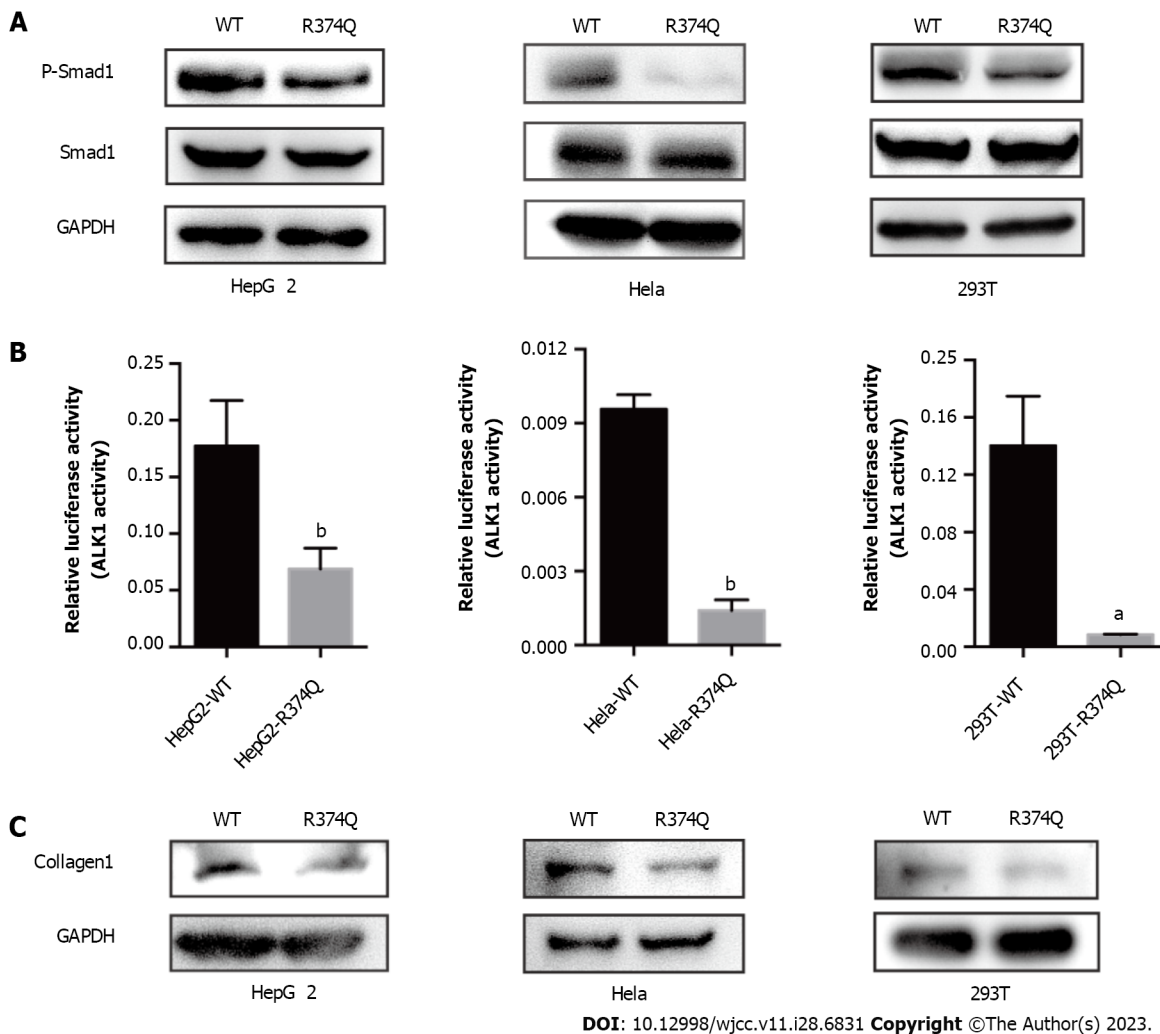 A
WT R374Q WT R374Q WT R374Q
P-Smad1
Smad1
GAPDH
HepG 2 Hela 293T
B
Relative luciferase activity
(ALK1 activity)
0.25
0.20
0.15
0.10
0.05
0.00
b
HepG2-WT
HepG2-R374Q
Relative luciferase activity
(ALK1 activity)
0.012
0.009
0.006
0.003
0.000
b
Hela-WT
Hela-R374Q
Relative luciferase activity
(ALK1 activity)
0.25
0.16
0.12
0.08
0.04
0.00
a
293T-WT
293T-R374Q
C
WT R374Q WT R374Q WT R374Q
Collagen1
GAPDH
HepG 2 Hela 293T
DOI: 10.12998/wjcc.v11.i28.6831 Copyright ©The Author(s) 2023.